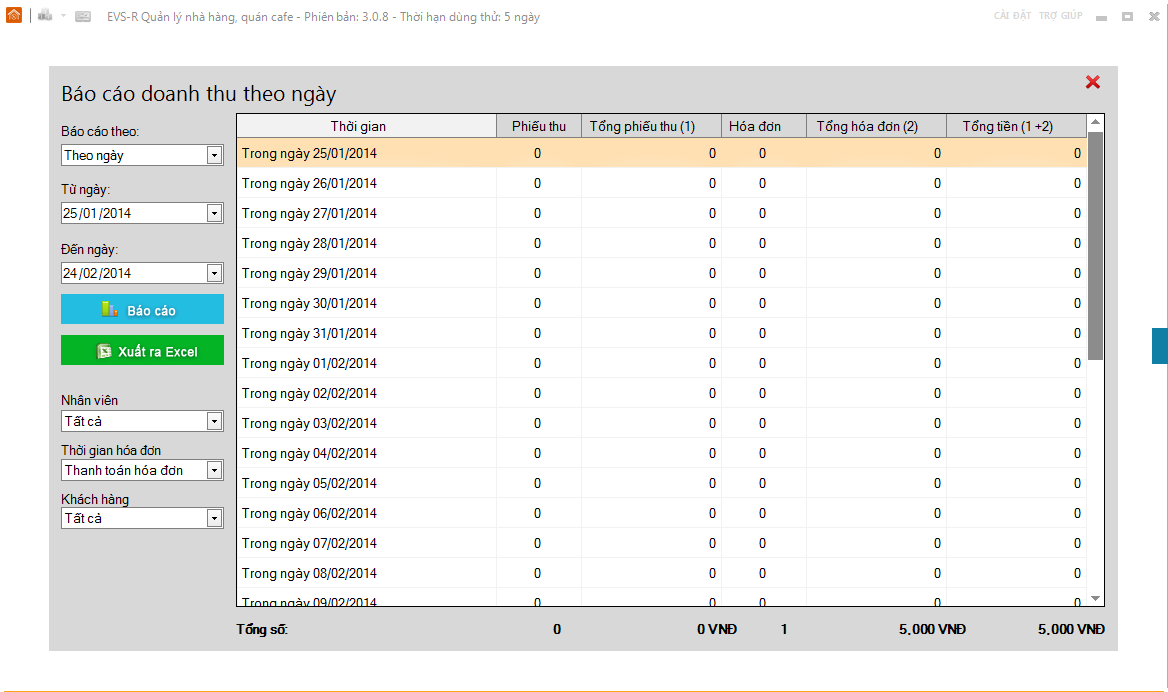 EVS-R Quản lý nhà hàng, quán cafe - Phiên bản: 3.0.8 - Thời hạn dùng thử: 5 ngày
CÀI ĐẶT TRỢ GIÚP
Báo cáo doanh thu theo ngày
Báo cáo theo:
Theo ngày
Từ ngày:
25/01/2014
Đến ngày:
24/02/2014
Báo cáo
Xuất ra Excel
Nhân viên
Tất cả
Thời gian hóa đơn
Thanh toán hóa đơn
Khách hàng
Tất cả
Thời gian Phiếu thu Tổng phiếu thu (1) Hóa đơn Tổng hóa đơn (2) Tổng tiền (1 +2)
Trong ngày 25/01/2014 0 0 0 0 0
Trong ngày 26/01/2014 0 0 0 0 0
Trong ngày 27/01/2014 0 0 0 0 0
Trong ngày 28/01/2014 0 0 0 0 0
Trong ngày 29/01/2014 0 0 0 0 0
Trong ngày 30/01/2014 0 0 0 0 0
Trong ngày 31/01/2014 0 0 0 0 0
Trong ngày 01/02/2014 0 0 0 0 0
Trong ngày 02/02/2014 0 0 0 0 0
Trong ngày 03/02/2014 0 0 0 0 0
Trong ngày 04/02/2014 0 0 0 0 0
Trong ngày 05/02/2014 0 0 0 0 0
Trong ngày 06/02/2014 0 0 0 0 0
Trong ngày 07/02/2014 0 0 0 0 0
Trong ngày 08/02/2014 0 0 0 0 0
Trong ngày 09/02/2014 0 0 0 0 0
Tổng số: 0 0 VNĐ 1 5,000 VNĐ 5,000 VNĐ